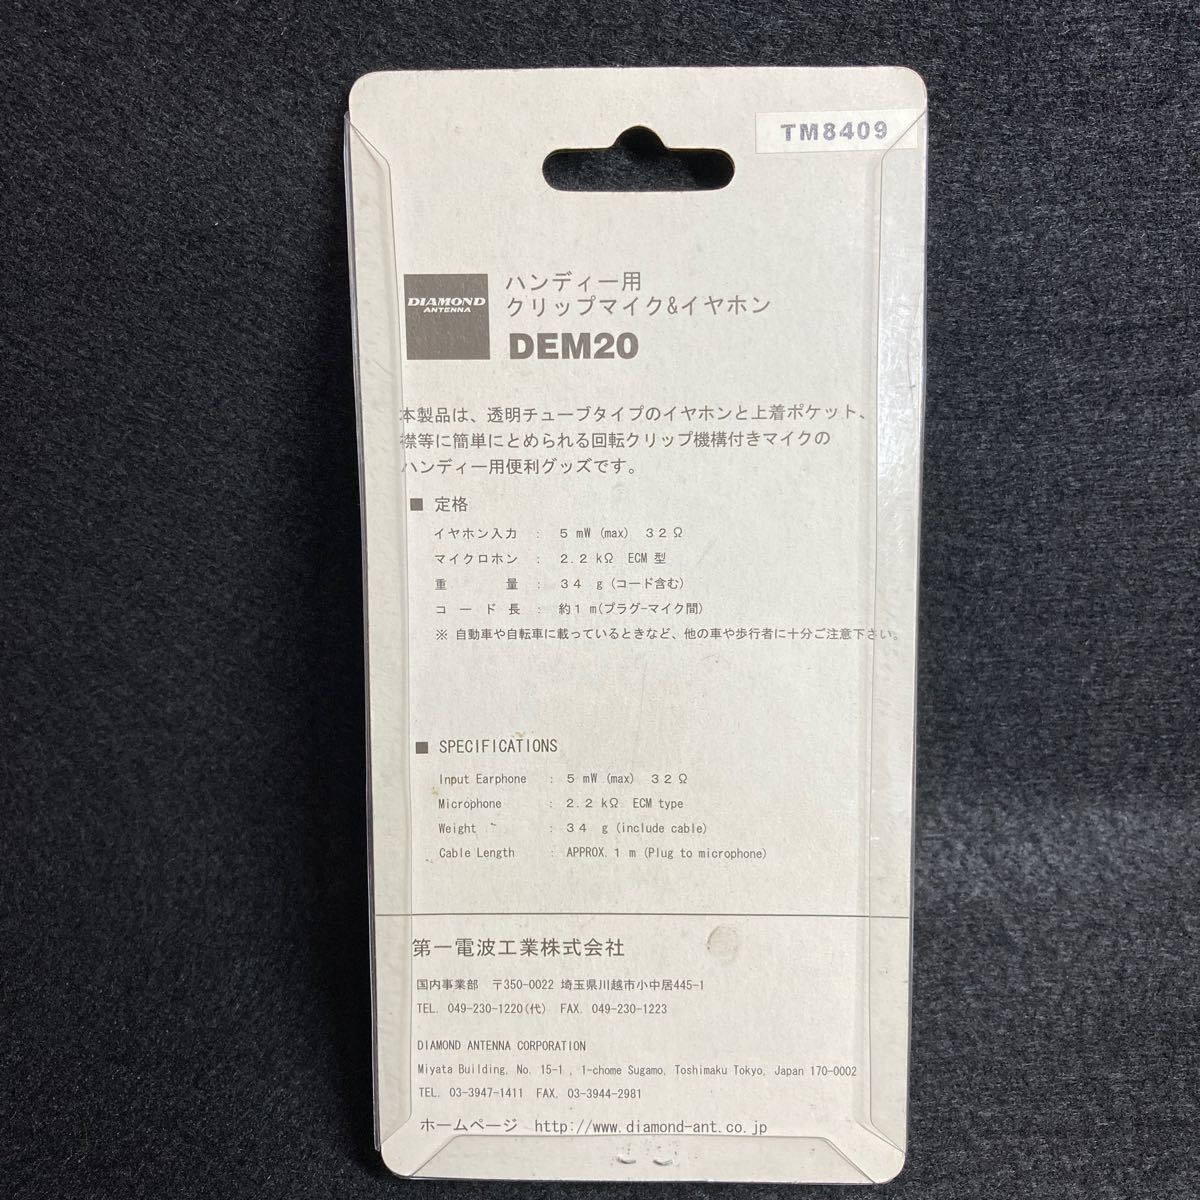 TM8409
DIAMOND
ANTENNA
ハンディー用
クリップマイク&イヤホン
DEM20
本製品は、透明チューブタイプのイヤホンと上着ポケット、
襟等に簡単にとめられる回転クリップ機構付きマイクの
ハンディー用便利グッズです。
■ 定格
イヤホン入力 : 5 mW (max) 32Ω
マイクロホン : 2.2 kΩ ECM 型
重 量 : 34 g (コード含む)
コード長 : 約1 m(プラグ-マイク間)
※ 自動車や自転車に載っているときなど、他の車や歩行者に十分ご注意下さい。
■ SPECIFICATIONS
Input Earphone : 5 mW (max) 32Ω
Microphone : 2.2 kΩ ECM type
Weight : 34 g (include cable)
Cable Length : APPROX. 1 m (Plug to microphone)
第一電波工業株式会社
国内事業部 〒350-0022 埼玉県川越市小中居445-1
TEL. 049-230-1220(代) FAX. 049-230-1223
DIAMOND ANTENNA CORPORATION
Miyata Building, No. 15-1 , 1-chome Sugamo, Toshimaku Tokyo, Japan 170-0002
TEL. 03-3947-1411 FAX. 03-3944-2981
ホームページ http://www.diamond-ant.co.jp